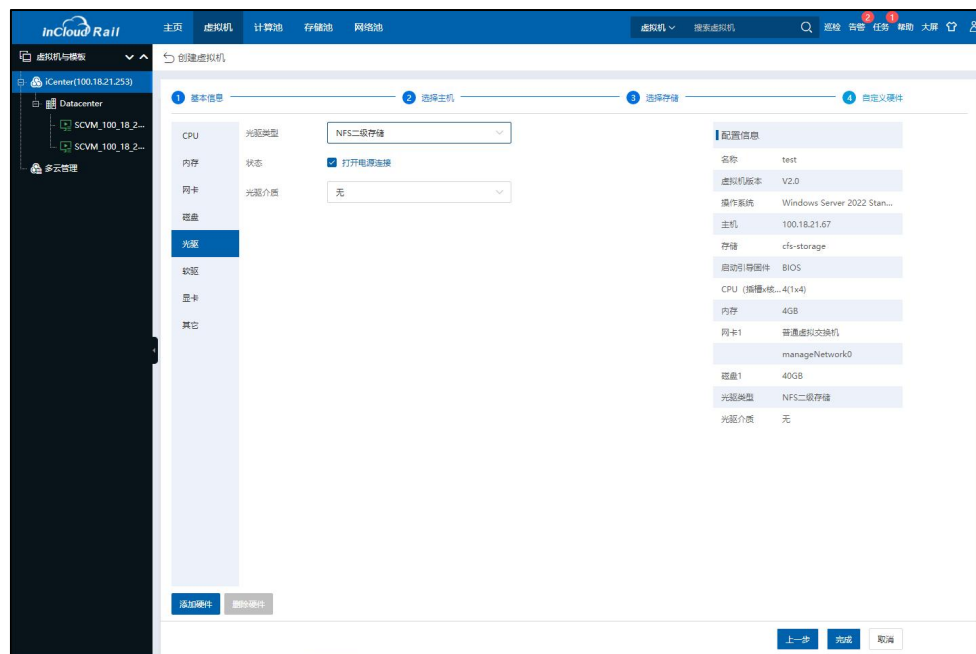 InCloud Rail 主页 虚拟机 计算池 存储池 网络池 虚拟机 搜索虚拟机 巡检 告警 2 任务 1 帮助 大屏
虚拟机与模板 创建虚拟机
iCenter(100.18.21.253)
Datacenter
SCVM_100_18_2...
SCVM_100_18_2...
多云管理
1 基本信息 2 选择主机 3 选择存储 4 自定义硬件
CPU
内存
网卡
磁盘
光驱
软驱
显卡
其它
光驱类型 NFS二级存储
状态 打开电源连接
光驱介质 无
配置信息
名称 test
虚拟机版本 V2.0
操作系统 Windows Server 2022 Stan...
主机 100.18.21.67
存储 cfs-storage
启动引导固件 BIOS
CPU（插槽x核... 4(1x4)
内存 4GB
网卡1 普通虚拟交换机
manageNetwork0
磁盘1 40GB
光驱类型 NFS二级存储
光驱介质 无
添加硬件 删除硬件
上一步 完成 取消